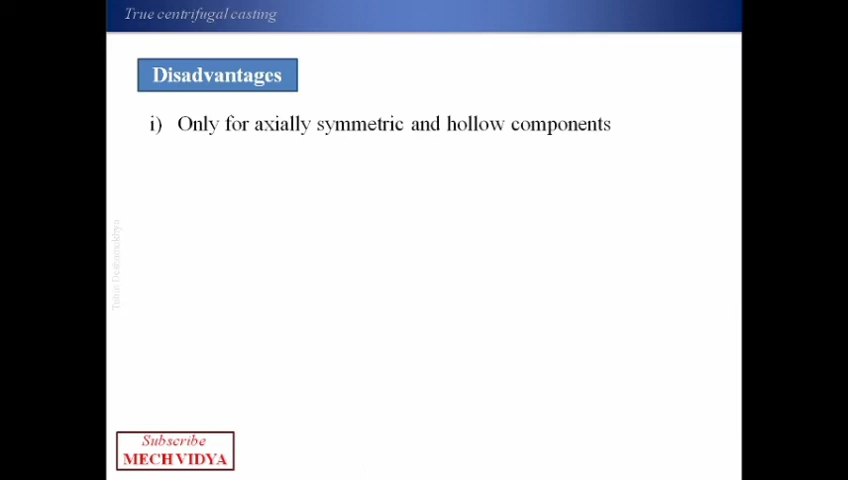 True centrifugal casting
Disadvantages
i) Only for axially symmetric and hollow components
Subscribe
MECH VIDYA